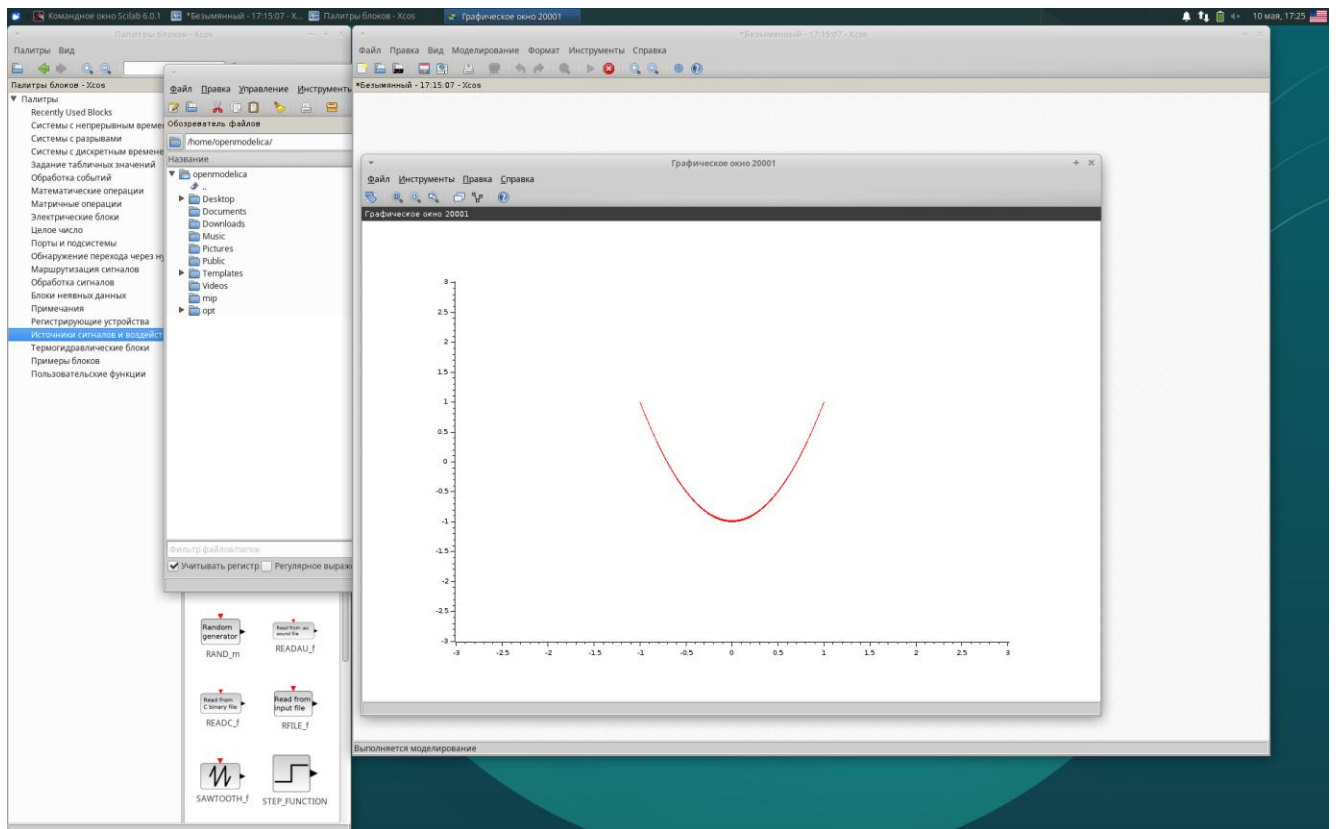 Командное окно Scilab 6.0.1
*Безымянный - 17:15:07 - X...
Палитры блоков - Xcos
Графическое окно 20001
10 мая, 17:25
Палитры блоков - Xcos
Палитры Вид
Палитры блоков - Xcos
Палитры
Recently Used Blocks
Системы с непрерывным времен
Системы с разрывами
Системы с дискретным времене
Задание табличных значений
Обработка событий
Математические операции
Матричные операции
Электрические блоки
Целое число
Порты и подсистемы
Обнаружение перехода через ну
Маршрутизация сигналов
Обработка сигналов
Блоки неявных данных
Примечания
Регистрирующие устройства
Источники сигналов и воздейст
Термогидравлические блоки
Примеры блоков
Пользовательские функции
Файл Правка Управление Инструменты
Обозреватель файлов
/home/openmodelica/
Название
openmodelica
..
Desktop
Documents
Downloads
Music
Pictures
Public
Templates
Videos
mip
opt
Фильтр файлов/папок
Учитывать регистр Регулярное выраж
Random generator
RAND_m
Read from .au sound file
READAU_f
Read from C binary file
READC_f
Read from input file
RFILE_f
SAWTOOTH_f
STEP_FUNCTION
*Безымянный - 17:15:07 - Xcos
Файл Правка Вид Моделирование Формат Инструменты Справка
*Безымянный - 17:15:07 - Xcos
Графическое окно 20001
Файл Инструменты Правка Справка
Графическое окно 20001
3
2.5
2
1.5
1
0.5
0
-0.5
-1
-1.5
-2
-2.5
-3
-3 -2.5 -2 -1.5 -1 -0.5 0 0.5 1 1.5 2 2.5 3
Выполняется моделирование